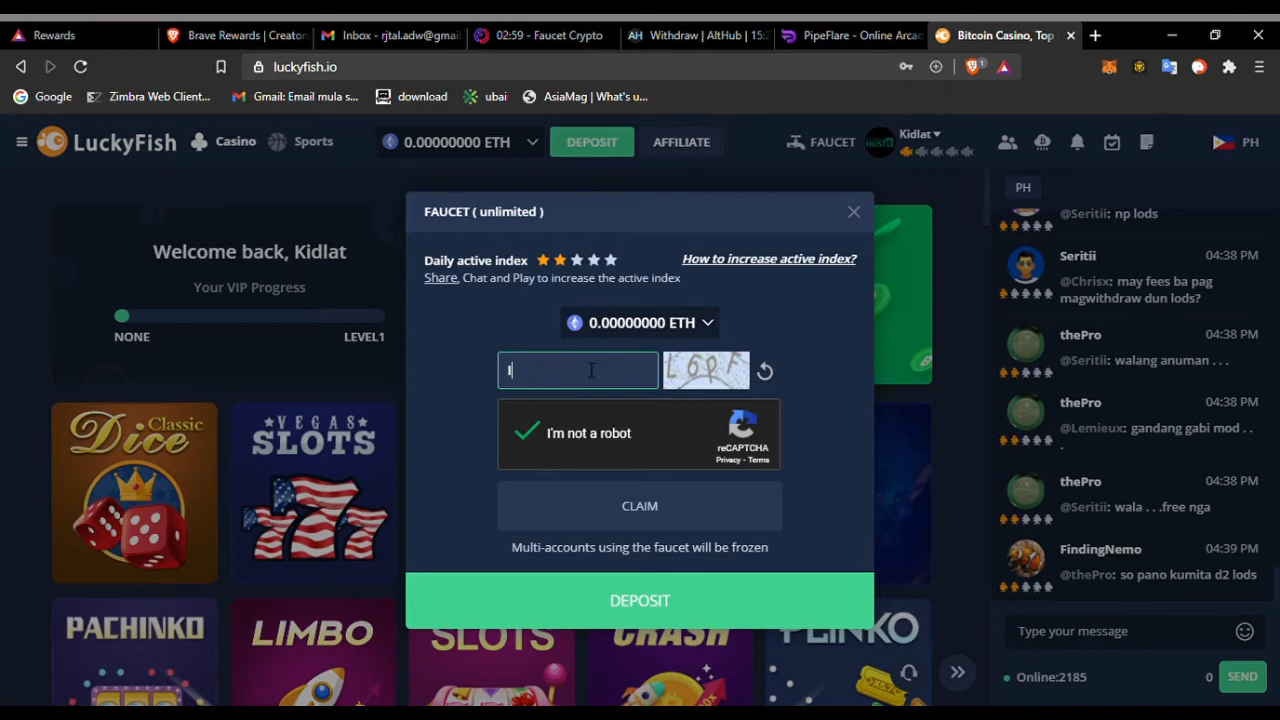 Rewards
Brave Rewards | Creator
Inbox - rjtal.adw@gmail
02:59 - Faucet Crypto
Withdraw | AltHub | 15:2
PipeFlare - Online Arcad
Bitcoin Casino, Top
luckyfish.io
Google
Zimbra Web Client...
Gmail: Email mula s...
download
ubai
AsiaMag | What's u...
LuckyFish
Casino
Sports
0.00000000 ETH
DEPOSIT
AFFILIATE
FAUCET
Kidlat
PH
Welcome back, Kidlat
Your VIP Progress
NONE
LEVEL1
FAUCET ( unlimited )
Daily active index
How to increase active index?
Share, Chat and Play to increase the active index
0.00000000 ETH
I'm not a robot
reCAPTCHA
Privacy - Terms
CLAIM
Multi-accounts using the faucet will be frozen
DEPOSIT
Classic
Dice
VEGAS
SLOTS
777
PACHINKO
LIMBO
SLOTS
CRASH
PLINKO
PH
@Seritii: np lods
Seritii
04:38 PM
@Chrisx: may fees ba pag
magwithdraw dun lods?
thePro
04:38 PM
@Seritii: walang anuman . . .
thePro
04:38 PM
@Lemieux: gandang gabi mod . .
.
thePro
04:38 PM
@Seritii: wala . . .free nga
FindingNemo
04:39 PM
@thePro: so pano kumita d2 lods
Type your message
Online:2185
0
SEND